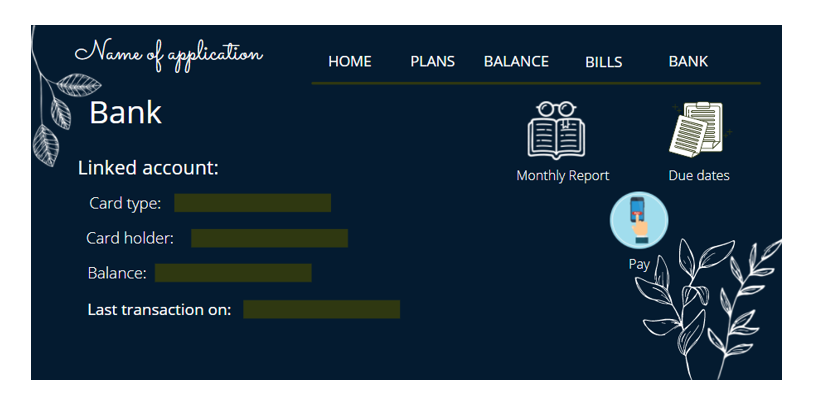 Name of application
HOME PLANS BALANCE BILLS BANK
Bank
Linked account:
Card type:
Card holder:
Balance:
Last transaction on:
Monthly Report
Due dates
Pay